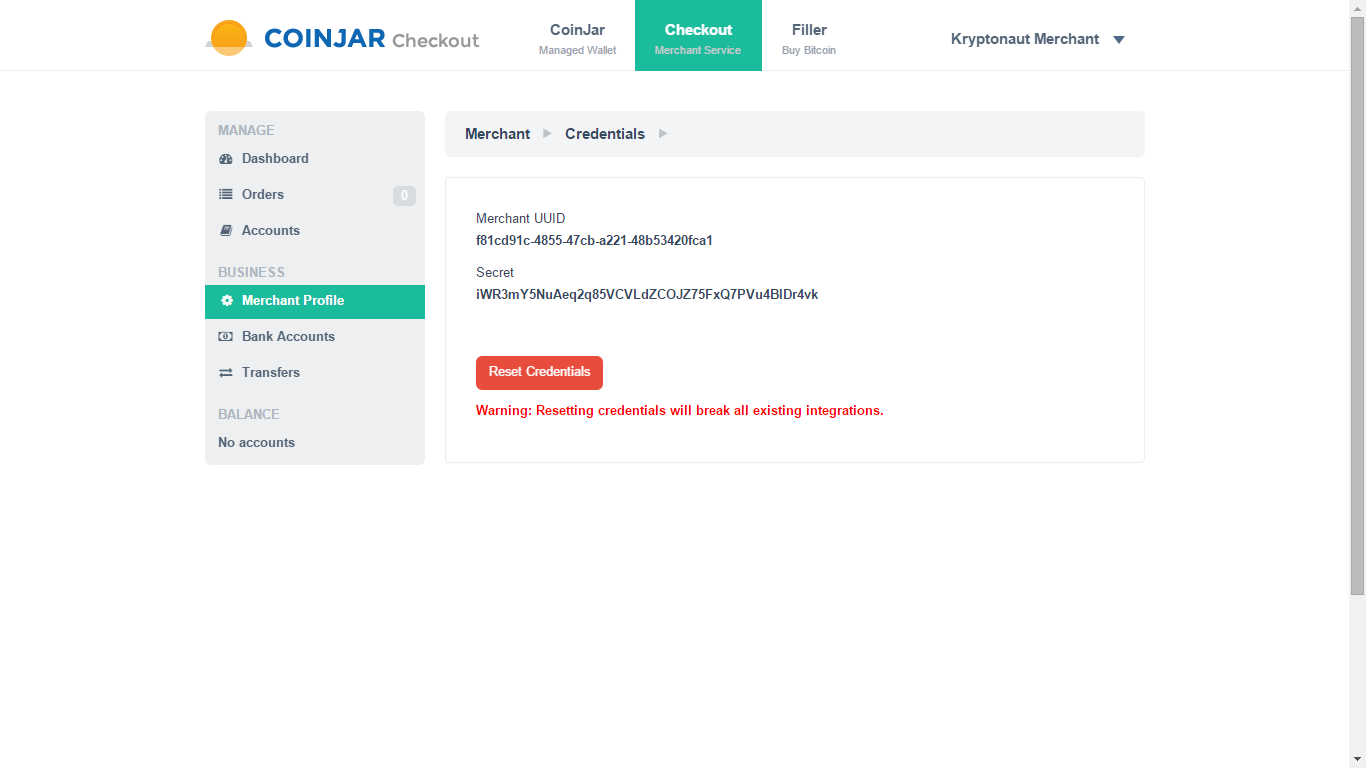 COINJAR Checkout
CoinJar
Managed Wallet
Checkout
Merchant Service
Filler
Buy Bitcoin
Kryptonaut Merchant
MANAGE
Dashboard
Orders 0
Accounts
BUSINESS
Merchant Profile
Bank Accounts
Transfers
BALANCE
No accounts
Merchant Credentials
Merchant UUID
f81cd91c-4855-47cb-a221-48b53420fca1
Secret
iWR3mY5NuAeq2q85VCVLdZCOJZ75FxQ7PVu4BIDr4vk
Reset Credentials
Warning: Resetting credentials will break all existing integrations.